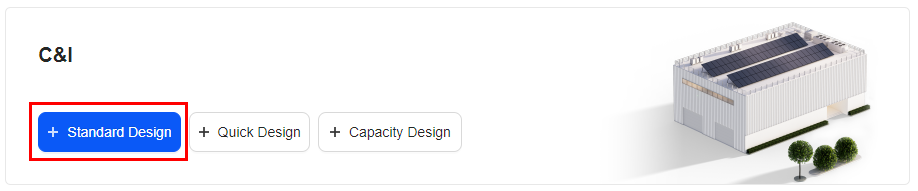 C&I
+ Standard Design
+ Quick Design
+ Capacity Design